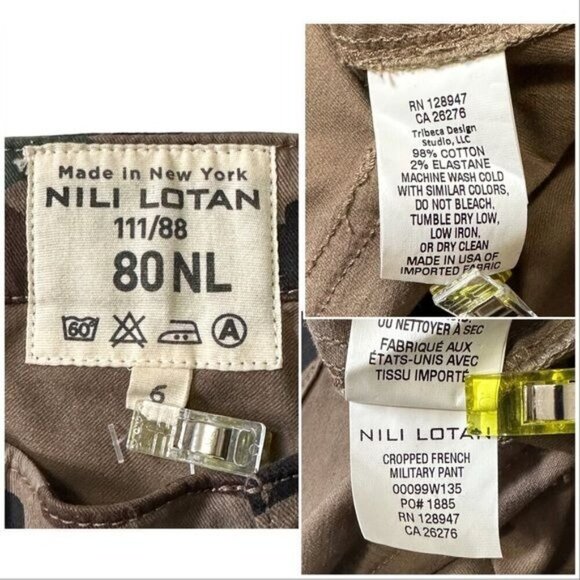 Made in New York
NILI LOTAN
111/88
80 NL
60°
A
6
RN 128947
CA 26276
Tribeca Design
Studio, LLC
98% COTTON
2% ELASTANE
MACHINE WASH COLD
WITH SIMILAR COLORS,
DO NOT BLEACH,
TUMBLE DRY LOW,
LOW IRON,
OR DRY CLEAN
MADE IN USA OF
IMPORTED FABRIC
OU NETTOYER À SEC
FABRIQUÉ AUX
ÉTATS-UNIS AVEC
TISSU IMPORTÉ
NILI LOTAN
CROPPED FRENCH
MILITARY PANT
00099W135
PO# 1885
RN 128947
CA 26276